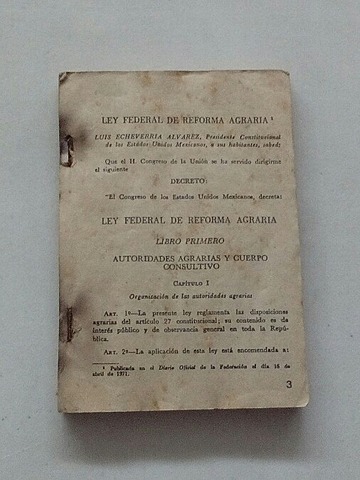 LEY FEDERAL DE REFORMA AGRARIA ¹
LUIS ECHEVERRIA ALVAREZ, Presidente Constitucional
de los Estados Unidos Mexicanos, a sus habitantes, sabed:
Que el H. Congreso de la Unión se ha servido dirigirme
el siguiente
DECRETO:
"El Congreso de los Estados Unidos Mexicanos, decreta:
LEY FEDERAL DE REFORMA AGRARIA
LIBRO PRIMERO
AUTORIDADES AGRARIAS Y CUERPO
CONSULTIVO
CAPÍTULO I
Organización de las autoridades agrarias
ART. 1º—La presente ley reglamenta las disposiciones
agrarias del artículo 27 constitucional; su contenido es de
interés público y de observancia general en toda la Repú-
blica.
ART. 2º—La aplicación de esta ley está encomendada a:
¹ Publicada en el Diario Oficial de la Federación el día 16 de
abril de 1971.
3